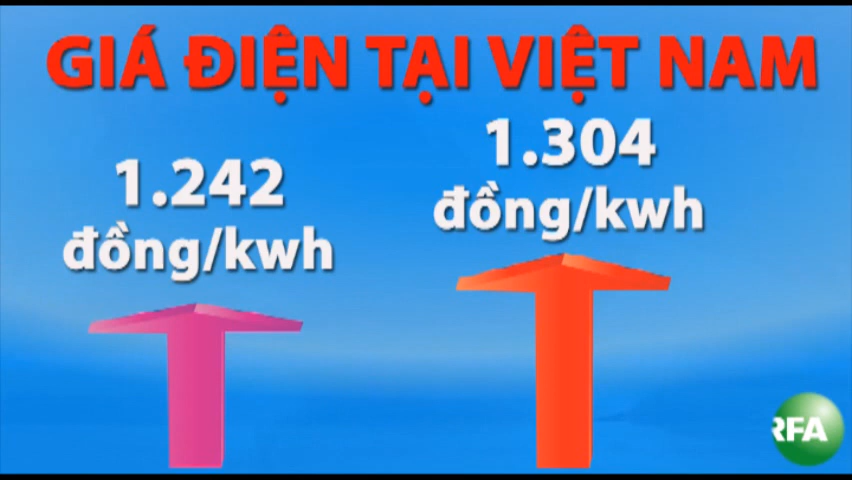 GIÁ ĐIỆN TẠI VIỆT NAM
1.242
đồng/kwh
1.304
đồng/kwh
RFA